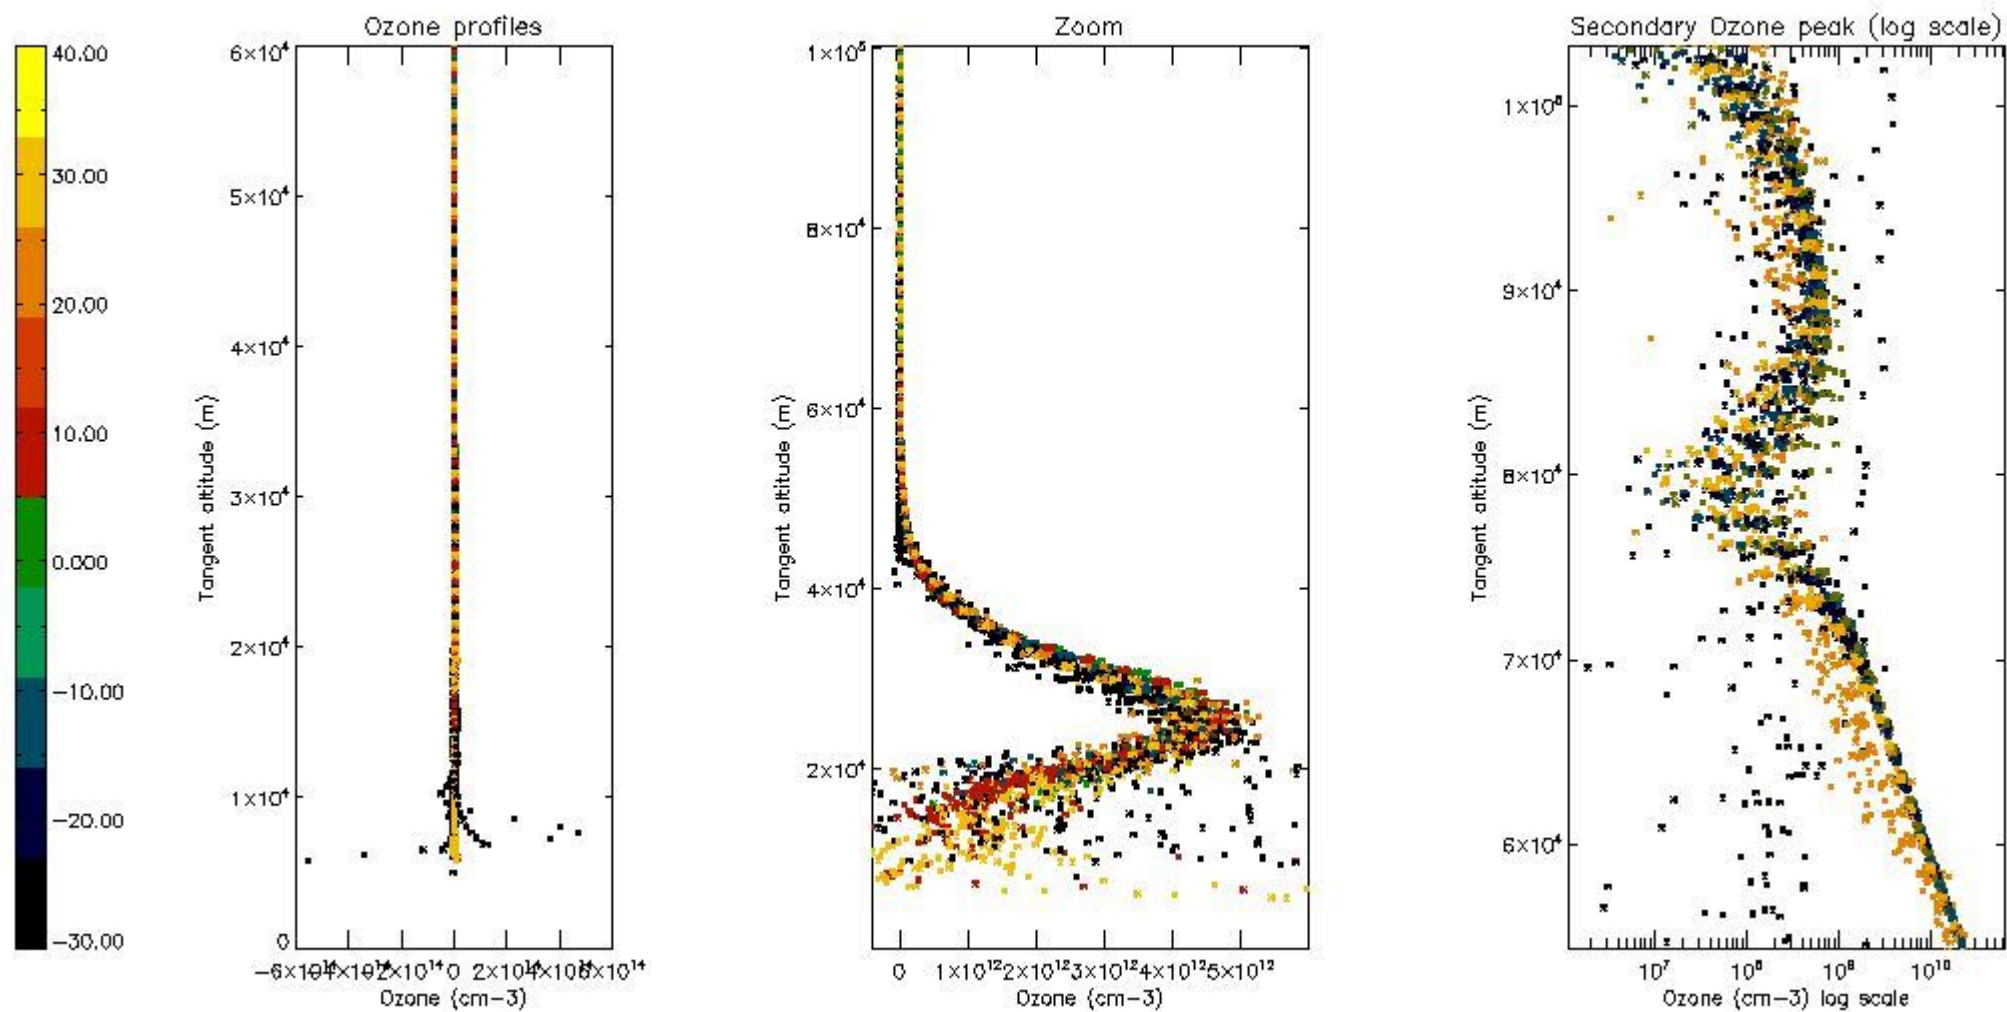 Ozone profiles
Zoom
Secondary Ozone peak (log scale)
40.00
30.00
20.00
10.00
0.000
−10.00
−20.00
−30.00
6×10⁴
5×10⁴
4×10⁴
3×10⁴
2×10⁴
1×10⁴
0
Tangent altitude (m)
0
Ozone (cm−3)
1×10⁵
8×10⁴
6×10⁴
4×10⁴
2×10⁴
Tangent altitude (m)
0 1×10¹² 2×10¹² 3×10¹² 4×10¹² 5×10¹²
Ozone (cm−3)
1×10⁵
9×10⁴
8×10⁴
7×10⁴
6×10⁴
Tangent altitude (m)
10⁷ 10⁸ 10⁹ 10¹⁰
Ozone (cm−3) log scale